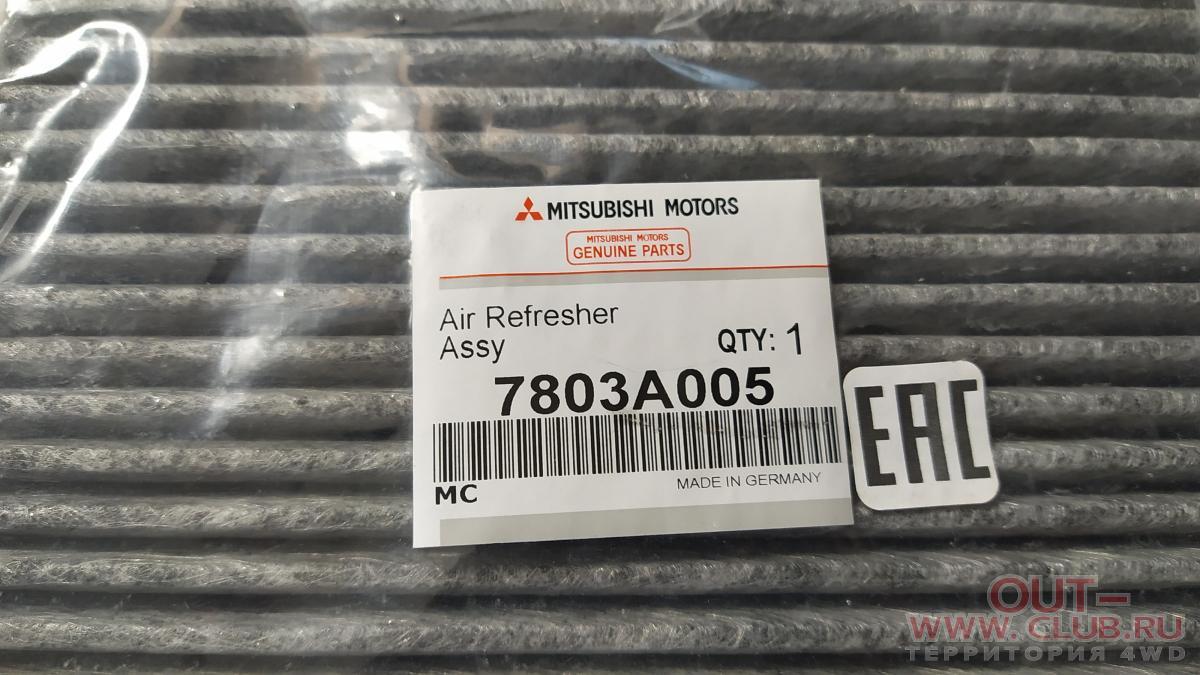 MITSUBISHI MOTORS
MITSUBISHI MOTORS
GENUINE PARTS
Air Refresher
Assy
QTY: 1
7803A005
MC
MADE IN GERMANY
EAC
OUT-
WWW.CLUB.RU
ТЕРРИТОРИЯ 4WD